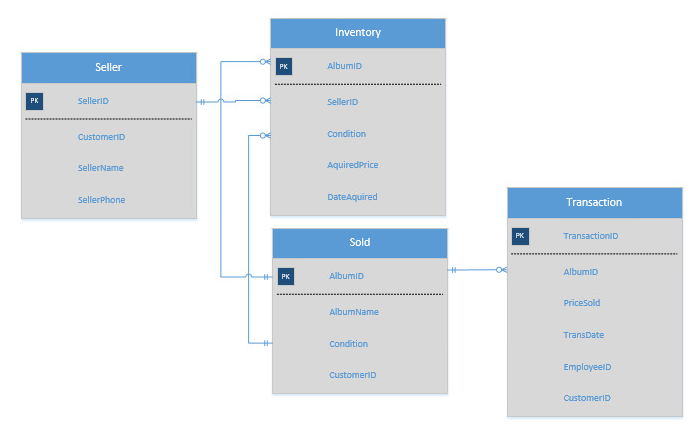 Seller
PK SellerID
CustomerID
SellerName
SellerPhone
Inventory
PK AlbumID
SellerID
Condition
AquiredPrice
DateAquired
Sold
PK AlbumID
AlbumName
Condition
CustomerID
Transaction
PK TransactionID
AlbumID
PriceSold
TransDate
EmployeeID
CustomerID